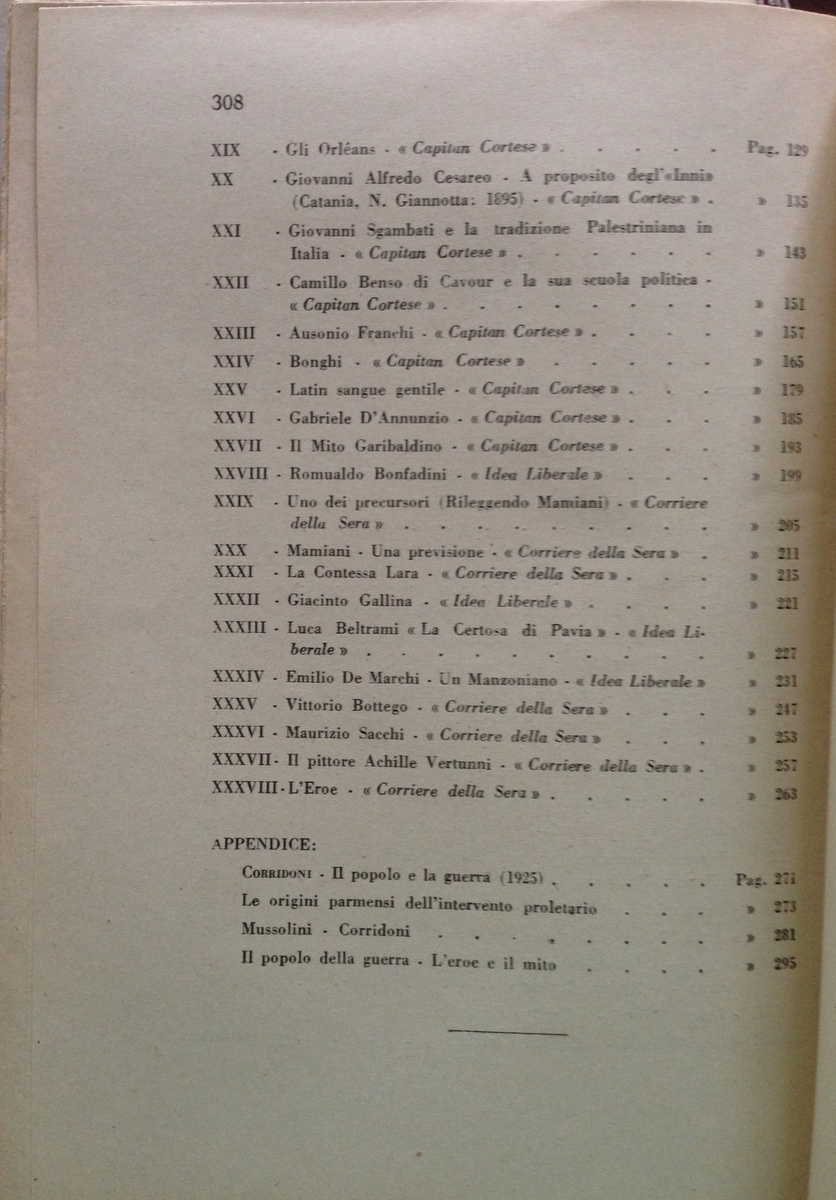 308
XIX - Gli Orléans - « Capitan Cortese » . . . . . Pag. 129
XX - Giovanni Alfredo Cesareo - A proposito degl'«Inni»
(Catania, N. Giannotta: 1895) - « Capitan Cortese » . » 135
XXI - Giovanni Sgambati e la tradizione Palestriniana in
Italia - « Capitan Cortese » . . . . . . » 143
XXII - Camillo Benso di Cavour e la sua scuola politica -
« Capitan Cortese » . . . . . . . . » 151
XXIII - Ausonio Franchi - « Capitan Cortese » . . . . » 157
XXIV - Bonghi - « Capitan Cortese » . . . . . » 165
XXV - Latin sangue gentile - « Capitan Cortese » . . . » 179
XXVI - Gabriele D'Annunzio - « Capitan Cortese » . . . » 185
XXVII - Il Mito Garibaldino - « Capitan Cortese » . . . » 193
XXVIII - Romualdo Bonfadini - « Idea Liberale » . . . » 199
XXIX - Uno dei precursori (Rileggendo Mamiani) - « Corriere
della Sera » . . . . . . . . . » 205
XXX - Mamiani - Una previsione - « Corriere della Sera » . » 211
XXXI - La Contessa Lara - « Corriere della Sera » . . . » 215
XXXII - Giacinto Gallina - « Idea Liberale » . . . . » 221
XXXIII - Luca Beltrami « La Certosa di Pavia » - « Idea Li-
berale » . . . . . . . . . . » 227
XXXIV - Emilio De Marchi - Un Manzoniano - « Idea Liberale » » 231
XXXV - Vittorio Bottego - « Corriere della Sera » . . . » 247
XXXVI - Maurizio Sacchi - « Corriere della Sera » . . . » 253
XXXVII - Il pittore Achille Vertunni - « Corriere della Sera » . » 257
XXXVIII - L'Eroe - « Corriere della Sera » . . . . . » 263
APPENDICE:
CORRIDONI - Il popolo e la guerra (1925) . . . . . Pag. 271
Le origini parmensi dell'intervento proletario . . . » 273
Mussolini - Corridoni . . . . . . . . » 281
Il popolo della guerra - L'eroe e il mito . . . . » 295